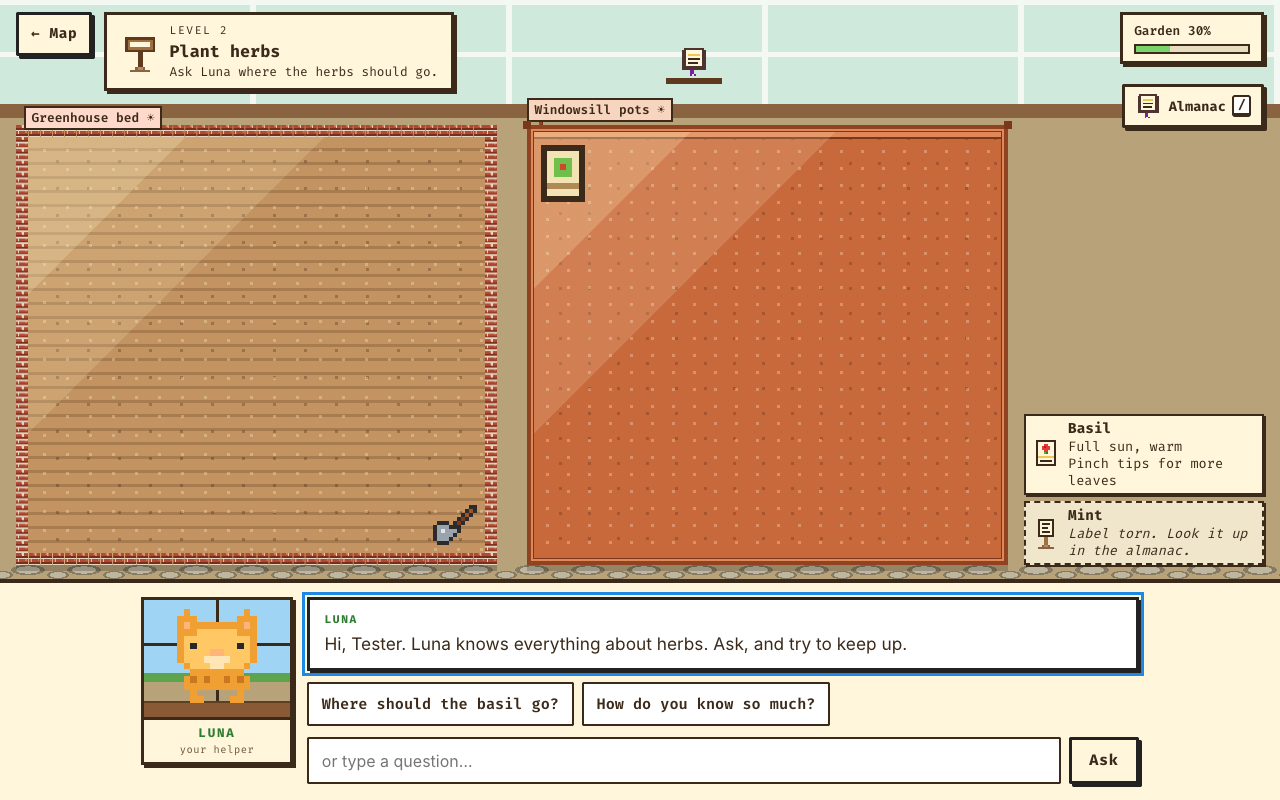 ← Map
LEVEL 2
Plant herbs
Ask Luna where the herbs should go.
Garden 30%
Almanac /
Greenhouse bed ☀
Windowsill pots ☀
Basil
Full sun, warm
Pinch tips for more
leaves
Mint
Label torn. Look it up
in the almanac.
LUNA
your helper
LUNA
Hi, Tester. Luna knows everything about herbs. Ask, and try to keep up.
Where should the basil go?
How do you know so much?
or type a question...
Ask